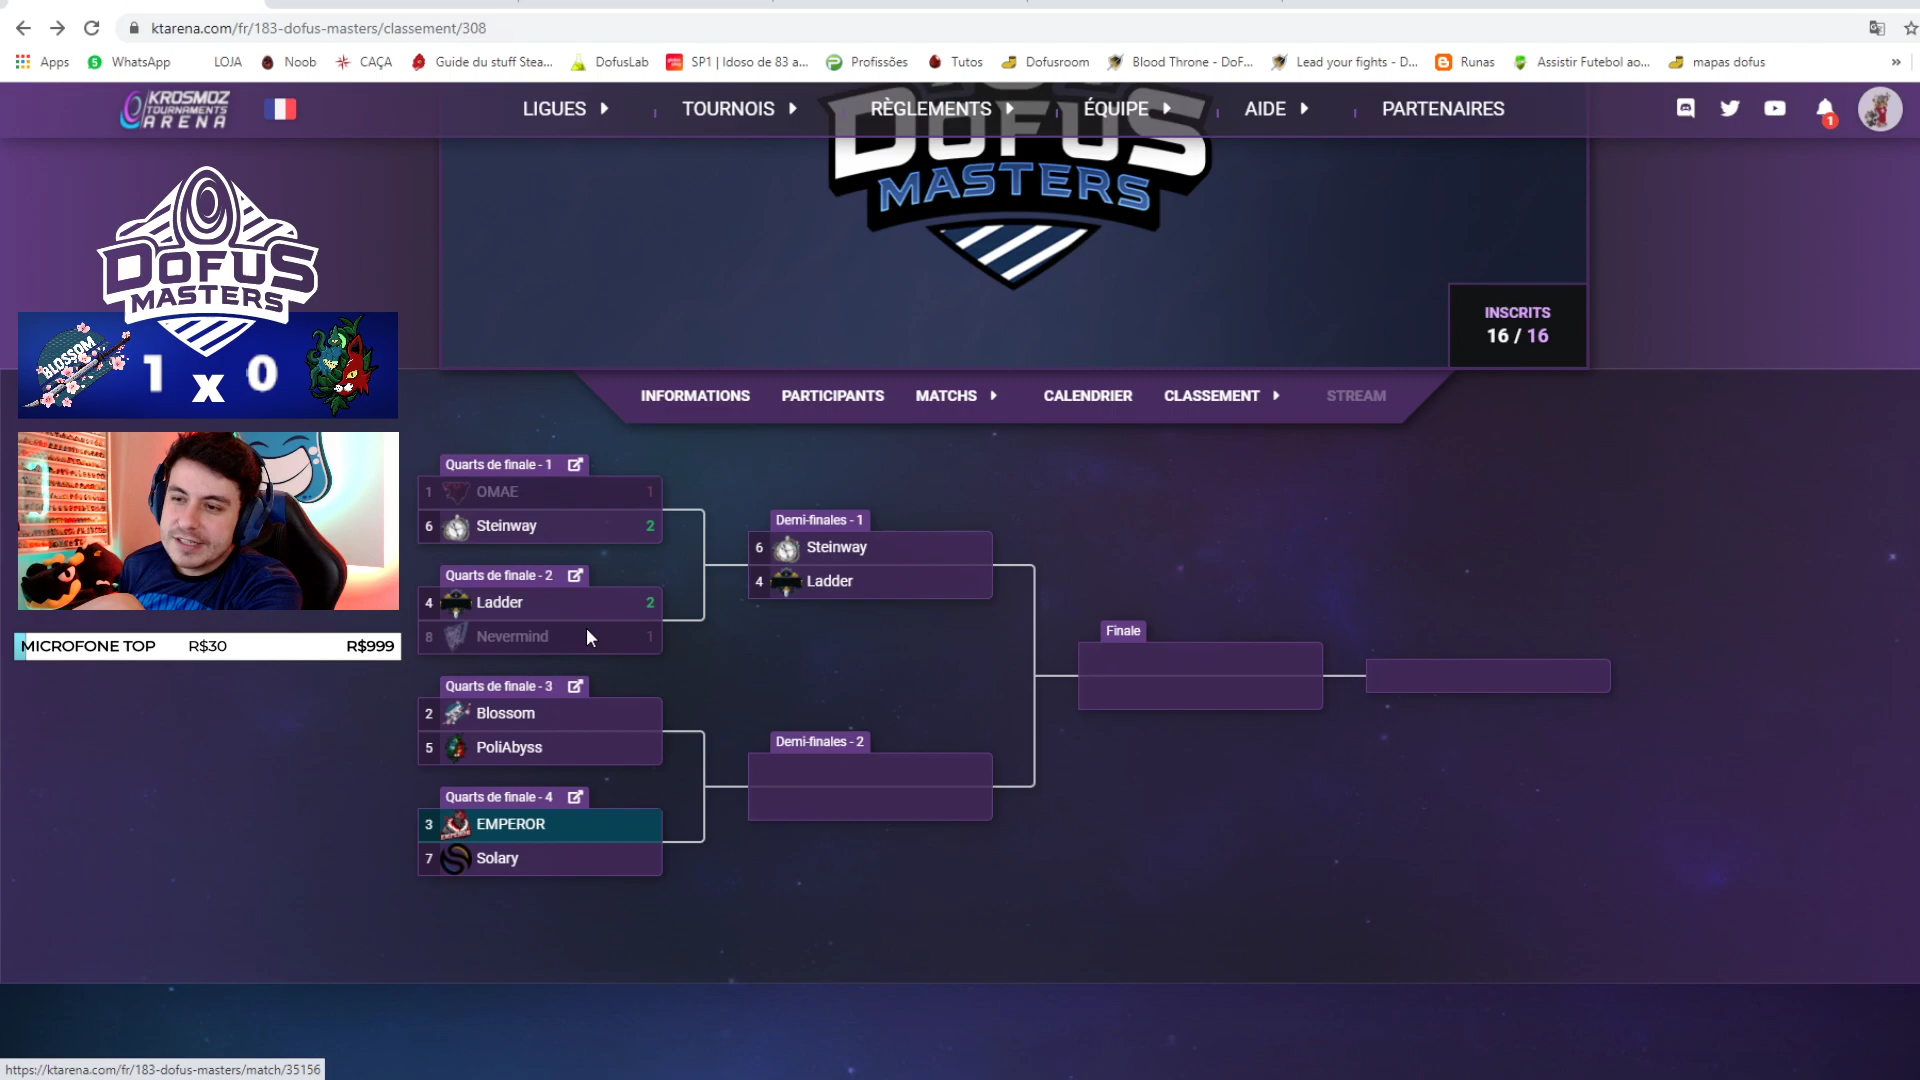 ktarena.com/fr/183-dofus-masters/classement/308
Apps WhatsApp LOJA Noob CAÇA Guide du stuff Stea... DofusLab SP1 | Idoso de 83 a... Profissões Tutos Dofusroom Blood Throne - DoF... Lead your fights - D... Runas Assistir Futebol ao... mapas dofus »
KROSMOZ
TOURNAMENTS
ARENA
LIGUES TOURNOIS RÈGLEMENTS ÉQUIPE AIDE PARTENAIRES
1
DOFUS
MASTERS
DOFUS
MASTERS
INSCRITS
16 / 16
BLOSSOM
1 x 0
INFORMATIONS PARTICIPANTS MATCHS CALENDRIER CLASSEMENT STREAM
Quarts de finale - 1
1 OMAE 1
6 Steinway 2
Quarts de finale - 2
4 Ladder 2
8 Nevermind 1
Quarts de finale - 3
2 Blossom
5 PoliAbyss
Quarts de finale - 4
3 EMPEROR
7 Solary
Demi-finales - 1
6 Steinway
4 Ladder
Demi-finales - 2
Finale
MICROFONE TOP R$30 R$999
https://ktarena.com/fr/183-dofus-masters/match/35156